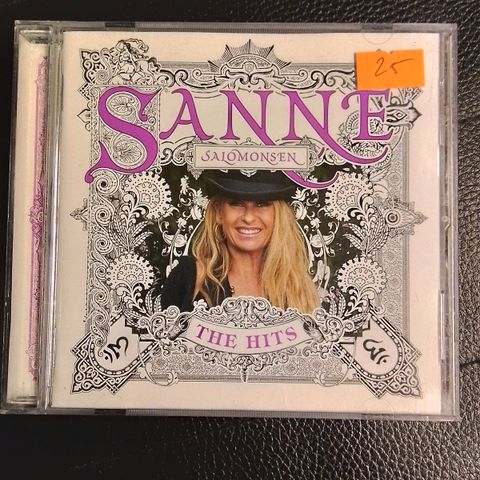 25
SANNE
SALOMONSEN
THE HITS